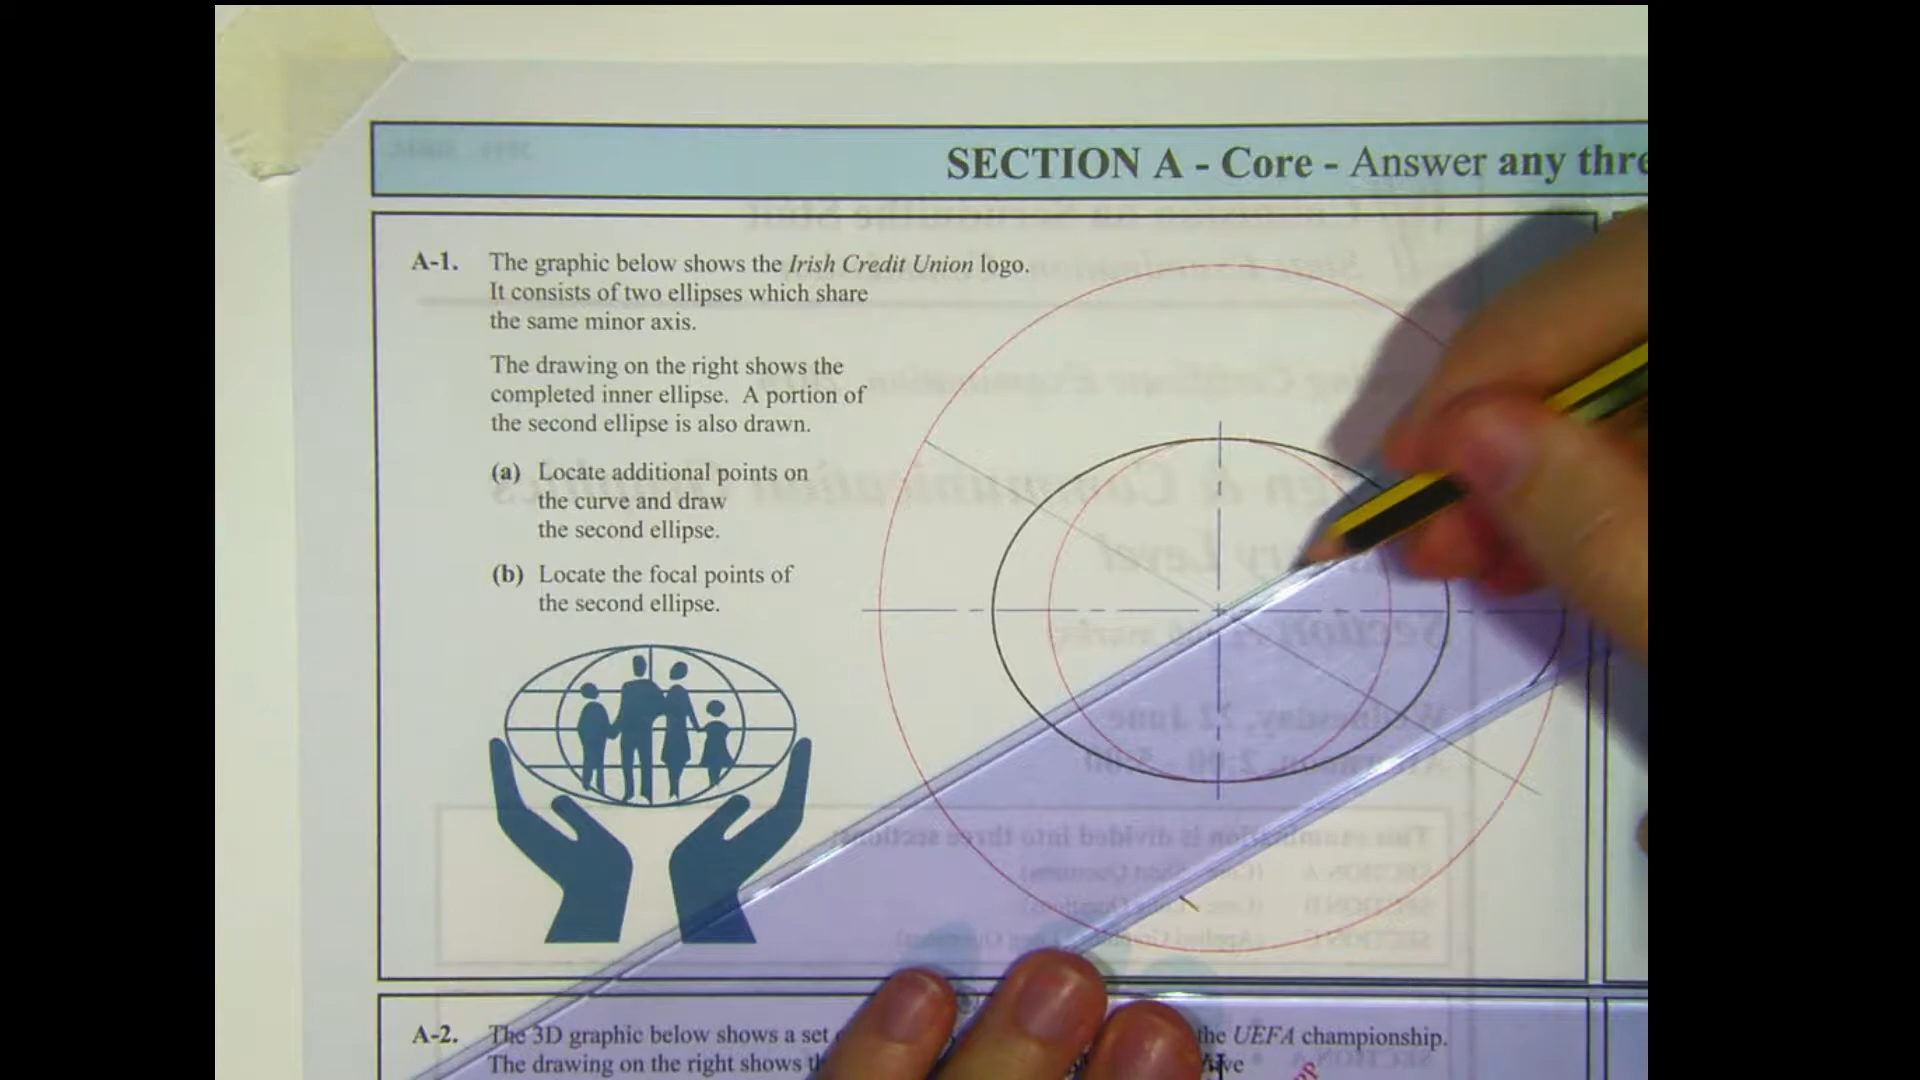 SECTION A - Core - Answer any thre
A-1. The graphic below shows the Irish Credit Union logo.
It consists of two ellipses which share
the same minor axis.
The drawing on the right shows the
completed inner ellipse. A portion of
the second ellipse is also drawn.
(a) Locate additional points on
the curve and draw
the second ellipse.
(b) Locate the focal points of
the second ellipse.
A-2. The 3D graphic below shows a set the UEFA championship.
The drawing on the right shows